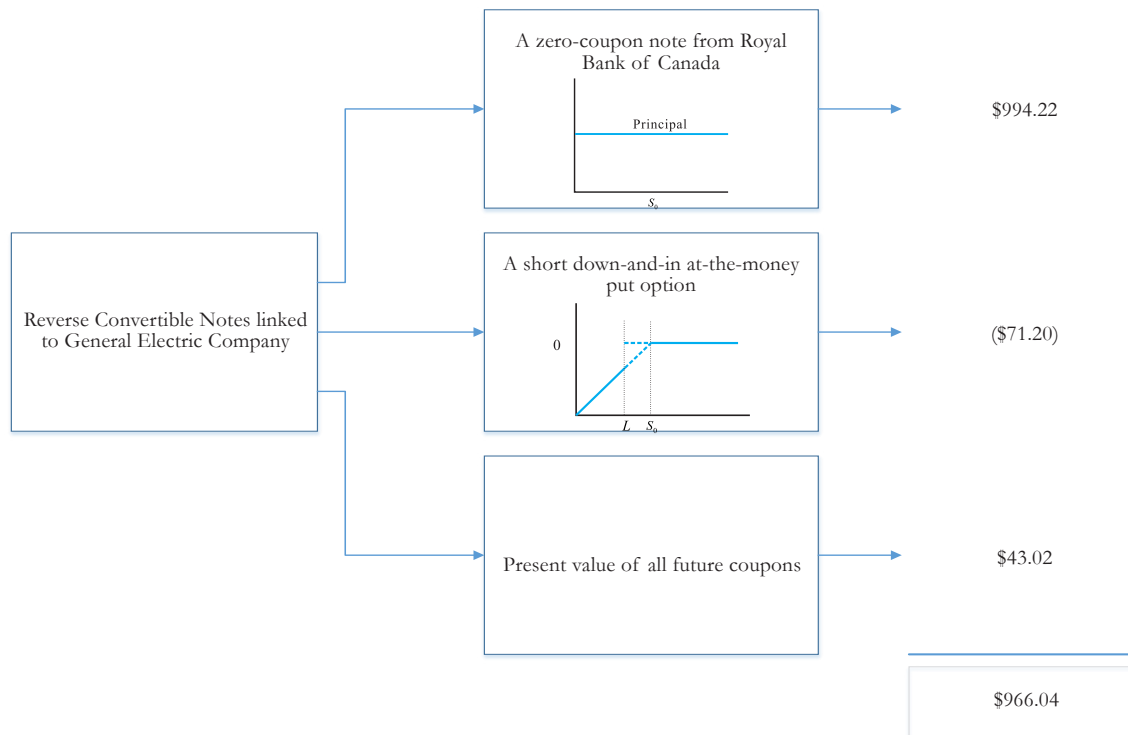 A zero-coupon note from Royal
Bank of Canada
Principal
S₀
$994.22
Reverse Convertible Notes linked
to General Electric Company
A short down-and-in at-the-money
put option
0
L S₀
($71.20)
Present value of all future coupons
$43.02
$966.04